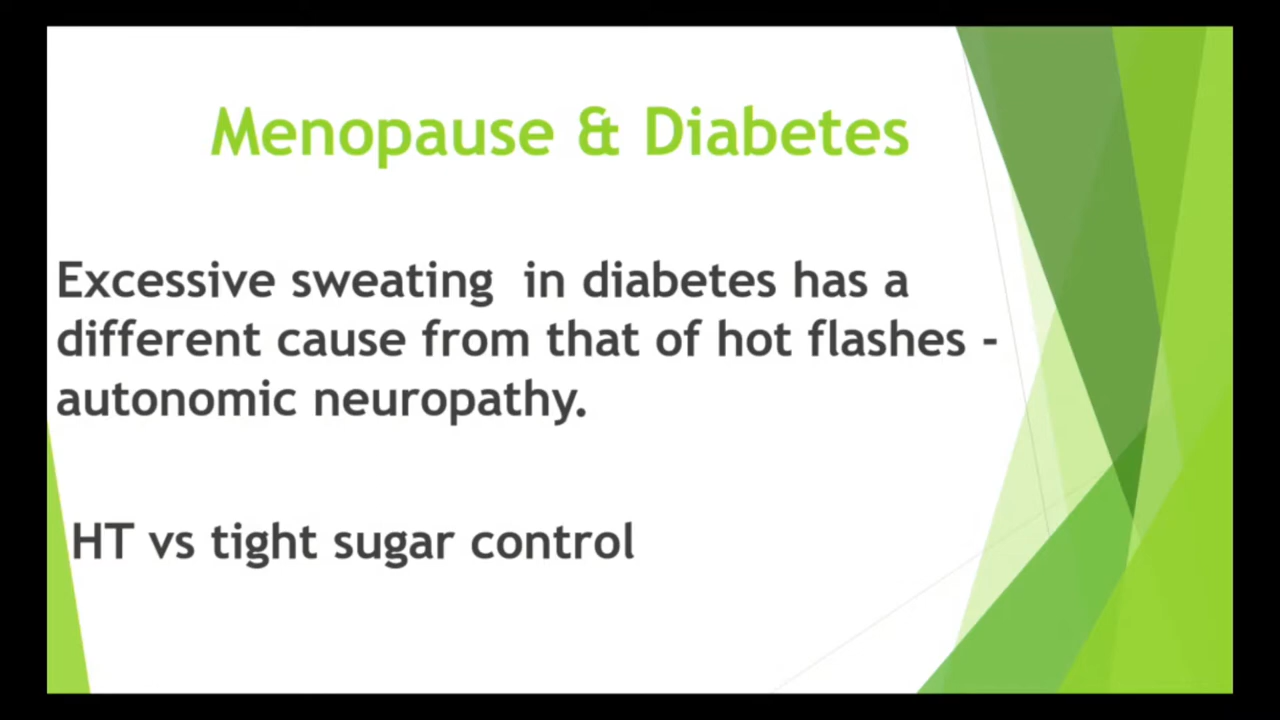 Menopause & Diabetes
Excessive sweating  in diabetes has a
different cause from that of hot flashes -
autonomic neuropathy.
HT vs tight sugar control